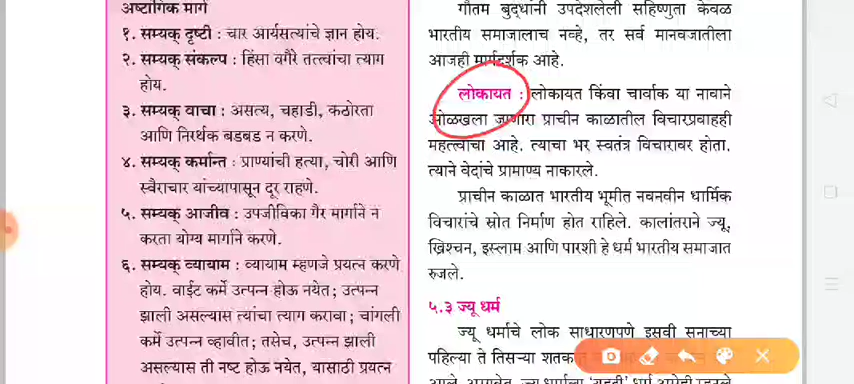 अष्टांगिक मार्ग
१. सम्यक् दृष्टी : चार आर्यसत्यांचे ज्ञान होय.
२. सम्यक् संकल्प : हिंसा वगैरे तत्त्वांचा त्याग
होय.
३. सम्यक् वाचा : असत्य, चहाडी, कठोरता
आणि निरर्थक बडबड न करणे.
४. सम्यक् कर्मान्त : प्राण्यांची हत्या, चोरी आणि
स्वैराचार यांच्यापासून दूर राहणे.
५. सम्यक् आजीव : उपजीविका गैर मार्गाने न
करता योग्य मार्गाने करणे.
६. सम्यक् व्यायाम : व्यायाम म्हणजे प्रयत्न करणे
होय. वाईट कर्मे उत्पन्न होऊ नयेत; उत्पन्न
झाली असल्यास त्यांचा त्याग करावा; चांगली
कर्मे उत्पन्न व्हावीत; तसेच, उत्पन्न झाली
असल्यास ती नष्ट होऊ नयेत, यासाठी प्रयत्न
गौतम बुद्धांनी उपदेशलेली सहिष्णुता केवळ
भारतीय समाजालाच नव्हे, तर सर्व मानवजातीला
आजही मार्गदर्शक आहे.
लोकायत : लोकायत किंवा चार्वाक या नावाने
ओळखला जाणारा प्राचीन काळातील विचारप्रवाहही
महत्त्वाचा आहे. त्याचा भर स्वतंत्र विचारावर होता.
त्याने वेदांचे प्रामाण्य नाकारले.
प्राचीन काळात भारतीय भूमीत नवनवीन धार्मिक
विचारांचे स्रोत निर्माण होत राहिले. कालांतराने ज्यू,
ख्रिश्चन, इस्लाम आणि पारशी हे धर्म भारतीय समाजात
रुजले.
५.३ ज्यू धर्म
ज्यू धर्माचे लोक साधारणपणे इसवी सनाच्या
पहिल्या ते तिसऱ्या